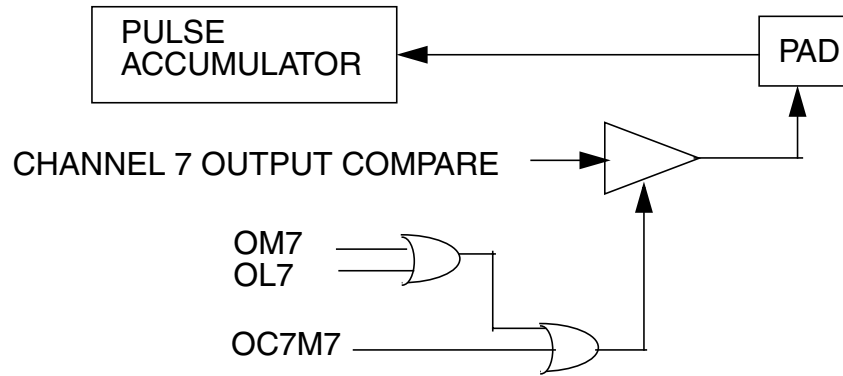 PULSE
ACCUMULATOR
PAD
CHANNEL 7 OUTPUT COMPARE
OM7
OL7
OC7M7